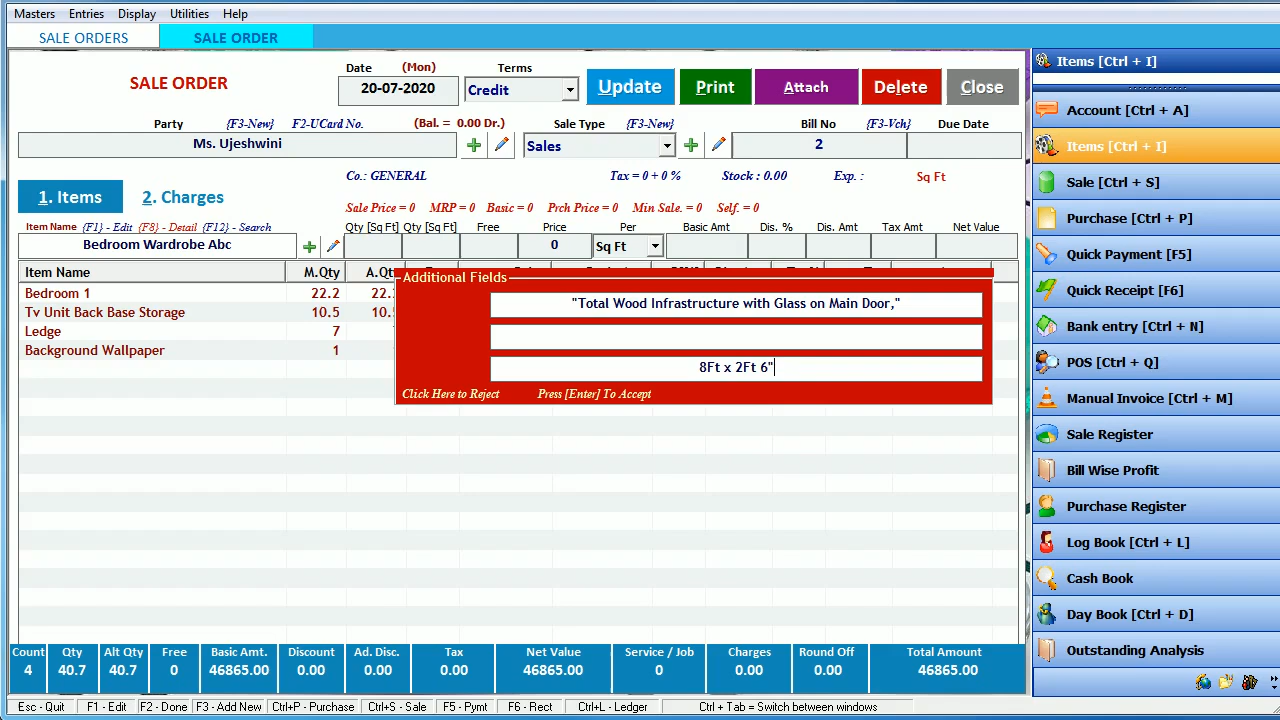 Masters Entries Display Utilities Help
SALE ORDERS SALE ORDER
SALE ORDER
Date (Mon) Terms
20-07-2020 Credit Update Print Attach Delete Close
Party {F3-New} F2-UCard No. (Bal. = 0.00 Dr.) Sale Type {F3-New} Bill No {F3-Vch} Due Date
Ms. Ujeshwini Sales 2
1. Items 2. Charges
Co.: GENERAL Tax = 0 + 0 % Stock : 0.00 Exp. : Sq Ft
Sale Price = 0 MRP = 0 Basic = 0 Prch Price = 0 Min Sale. = 0 Self. = 0
Item Name {F1} - Edit {F8} - Detail {F12} - Search Qty [Sq Ft] Qty [Sq Ft] Free Price Per Basic Amt Dis. % Dis. Amt Tax Amt Net Value
Bedroom Wardrobe Abc 0 Sq Ft
Item Name M.Qty A.Qty
Bedroom 1 22.2 22.2
Tv Unit Back Base Storage 10.5 10.5
Ledge 7
Background Wallpaper 1
Additional Fields
"Total Wood Infrastructure with Glass on Main Door,"
8Ft x 2Ft 6"
Click Here to Reject Press [Enter] To Accept
Count Qty Alt Qty Free Basic Amt. Discount Ad. Disc. Tax Net Value Service / Job Charges Round Off Total Amount
4 40.7 40.7 0 46865.00 0.00 0.00 0.00 46865.00 0 0.00 0.00 46865.00
Esc - Quit F1 - Edit F2 - Done F3 - Add New Ctrl+P - Purchase Ctrl+S - Sale F5 - Pymt F6 - Rect Ctrl+L - Ledger Ctrl + Tab = Switch between windows
Items [Ctrl + I]
Account [Ctrl + A]
Items [Ctrl + I]
Sale [Ctrl + S]
Purchase [Ctrl + P]
Quick Payment [F5]
Quick Receipt [F6]
Bank entry [Ctrl + N]
POS [Ctrl + Q]
Manual Invoice [Ctrl + M]
Sale Register
Bill Wise Profit
Purchase Register
Log Book [Ctrl + L]
Cash Book
Day Book [Ctrl + D]
Outstanding Analysis